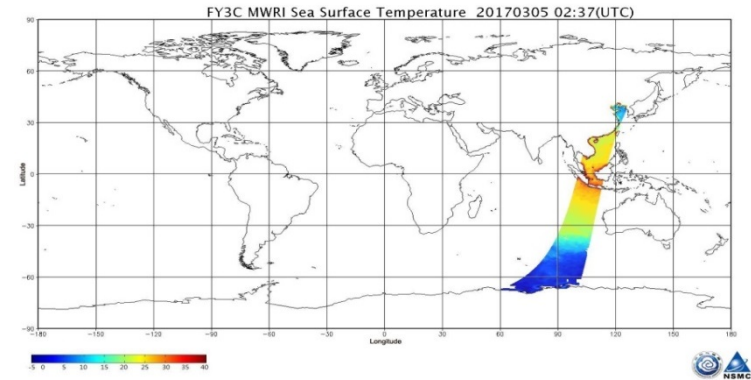 FY3C MWRI Sea Surface Temperature 20170305 02:37(UTC)
90
60
30
0
-30
-60
-90
Latitude
-180 -150 -120 -90 -60 -30 0 30 60 90 120 150 180
Longitude
-5 0 5 10 15 20 25 30 35 40
NSMC